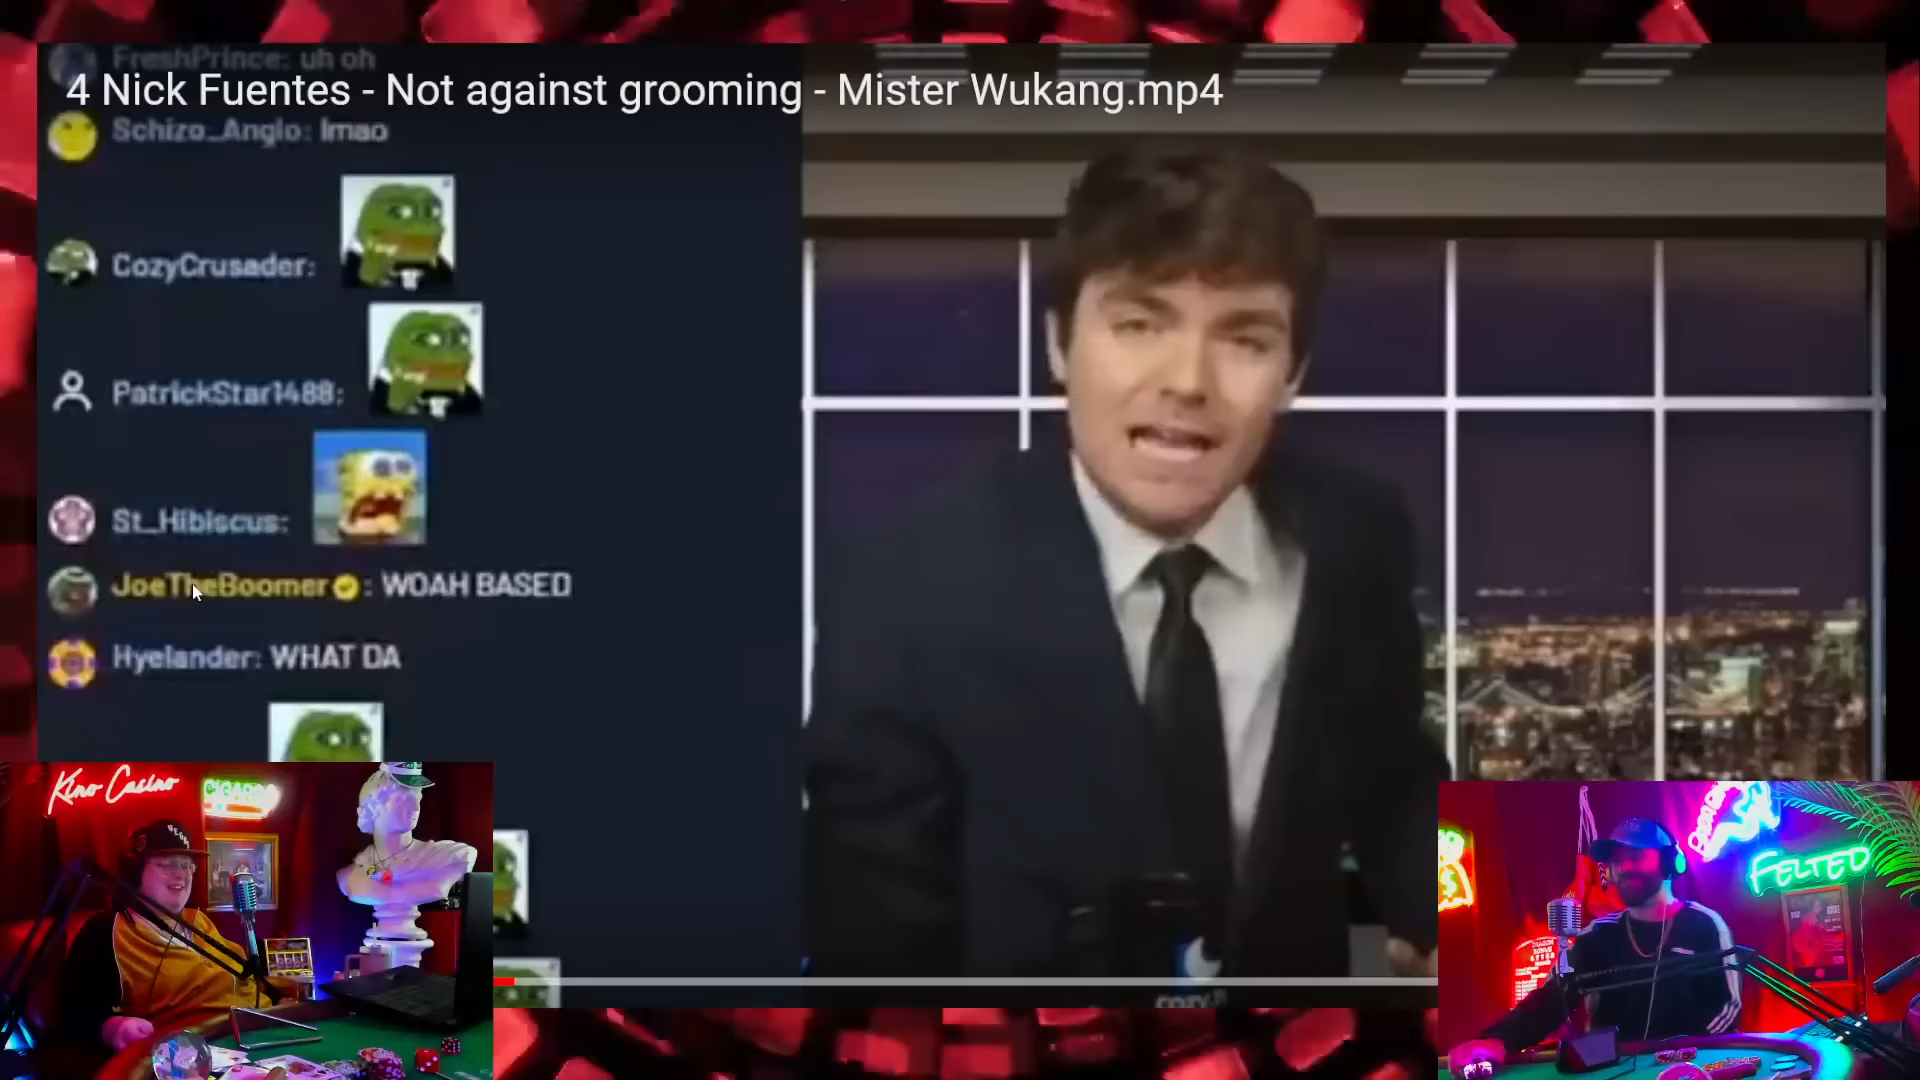 FreshPrince: uh oh
4 Nick Fuentes - Not against grooming - Mister Wukang.mp4
Schizo_Anglo: lmao
CozyCrusader:
PatrickStar1488:
St_Hibiscus:
JoeTheBoomer: WOAH BASED
Hyelander: WHAT DA
Kino Casino
CIGARS
FELTED